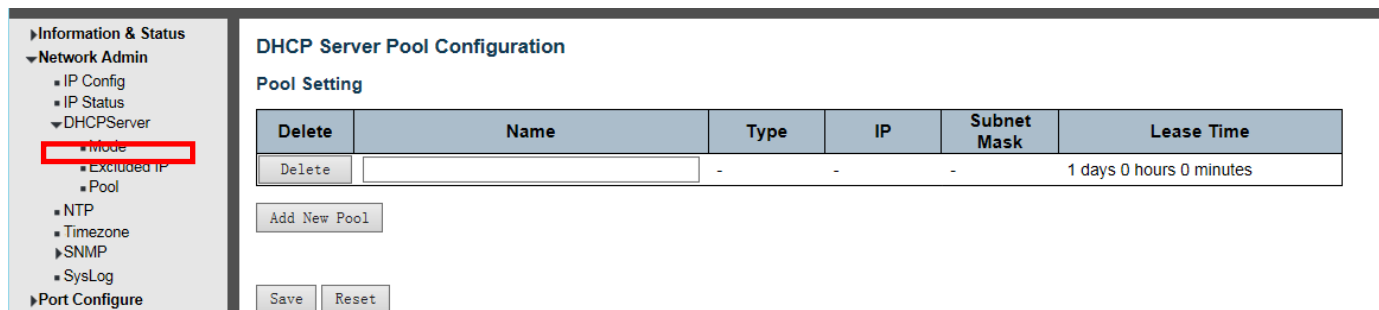 Information & Status
Network Admin
IP Config
IP Status
DHCPServer
Mode
Excluded IP
Pool
NTP
Timezone
SNMP
SysLog
Port Configure
DHCP Server Pool Configuration
Pool Setting
Delete Name Type IP Subnet Mask Lease Time
Delete - - - 1 days 0 hours 0 minutes
Add New Pool
Save Reset